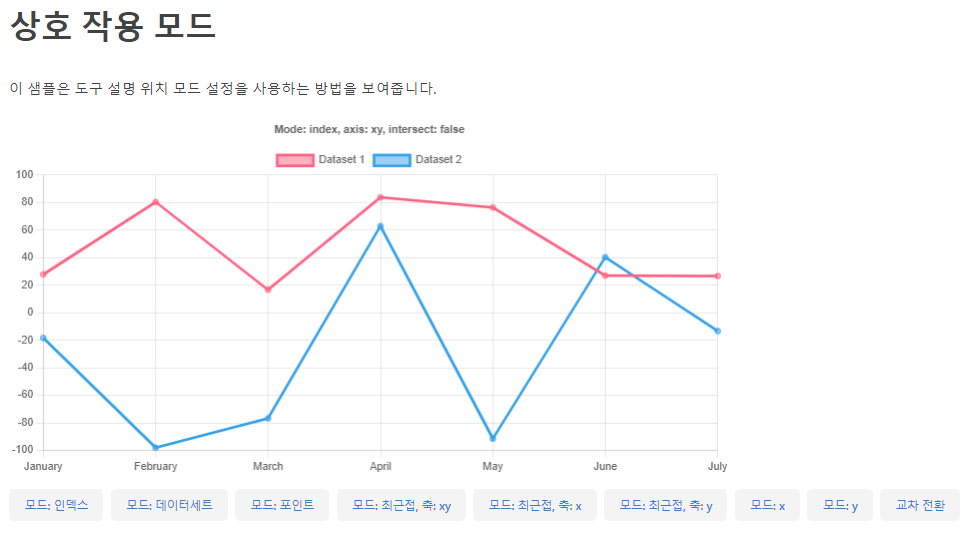 상호 작용 모드
이 샘플은 도구 설명 위치 모드 설정을 사용하는 방법을 보여줍니다.
Mode: index, axis: xy, intersect: false
Dataset 1 Dataset 2
100
80
60
40
20
0
-20
-40
-60
-80
-100
January February March April May June July
모드: 인덱스 모드: 데이터세트 모드: 포인트 모드: 최근접, 축: xy 모드: 최근접, 축: x 모드: 최근접, 축: y 모드: x 모드: y 교차 전환